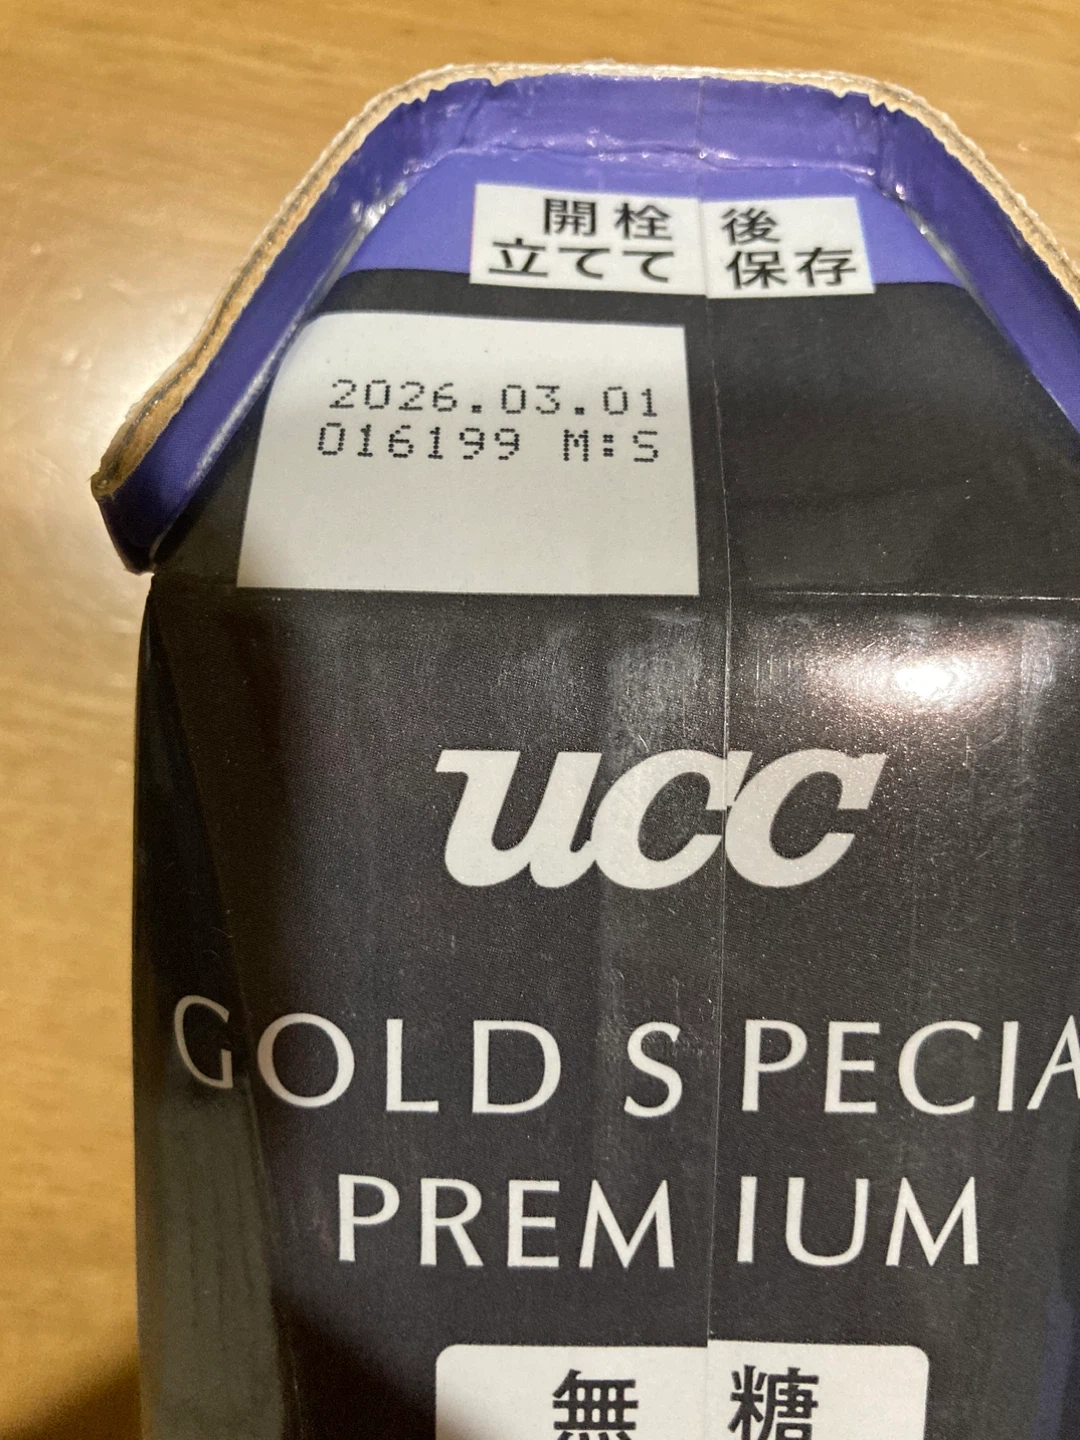 開栓後
立てて保存
2026.03.01
016199 M:S
ucc
GOLD SPECIA
PREMIUM
無糖